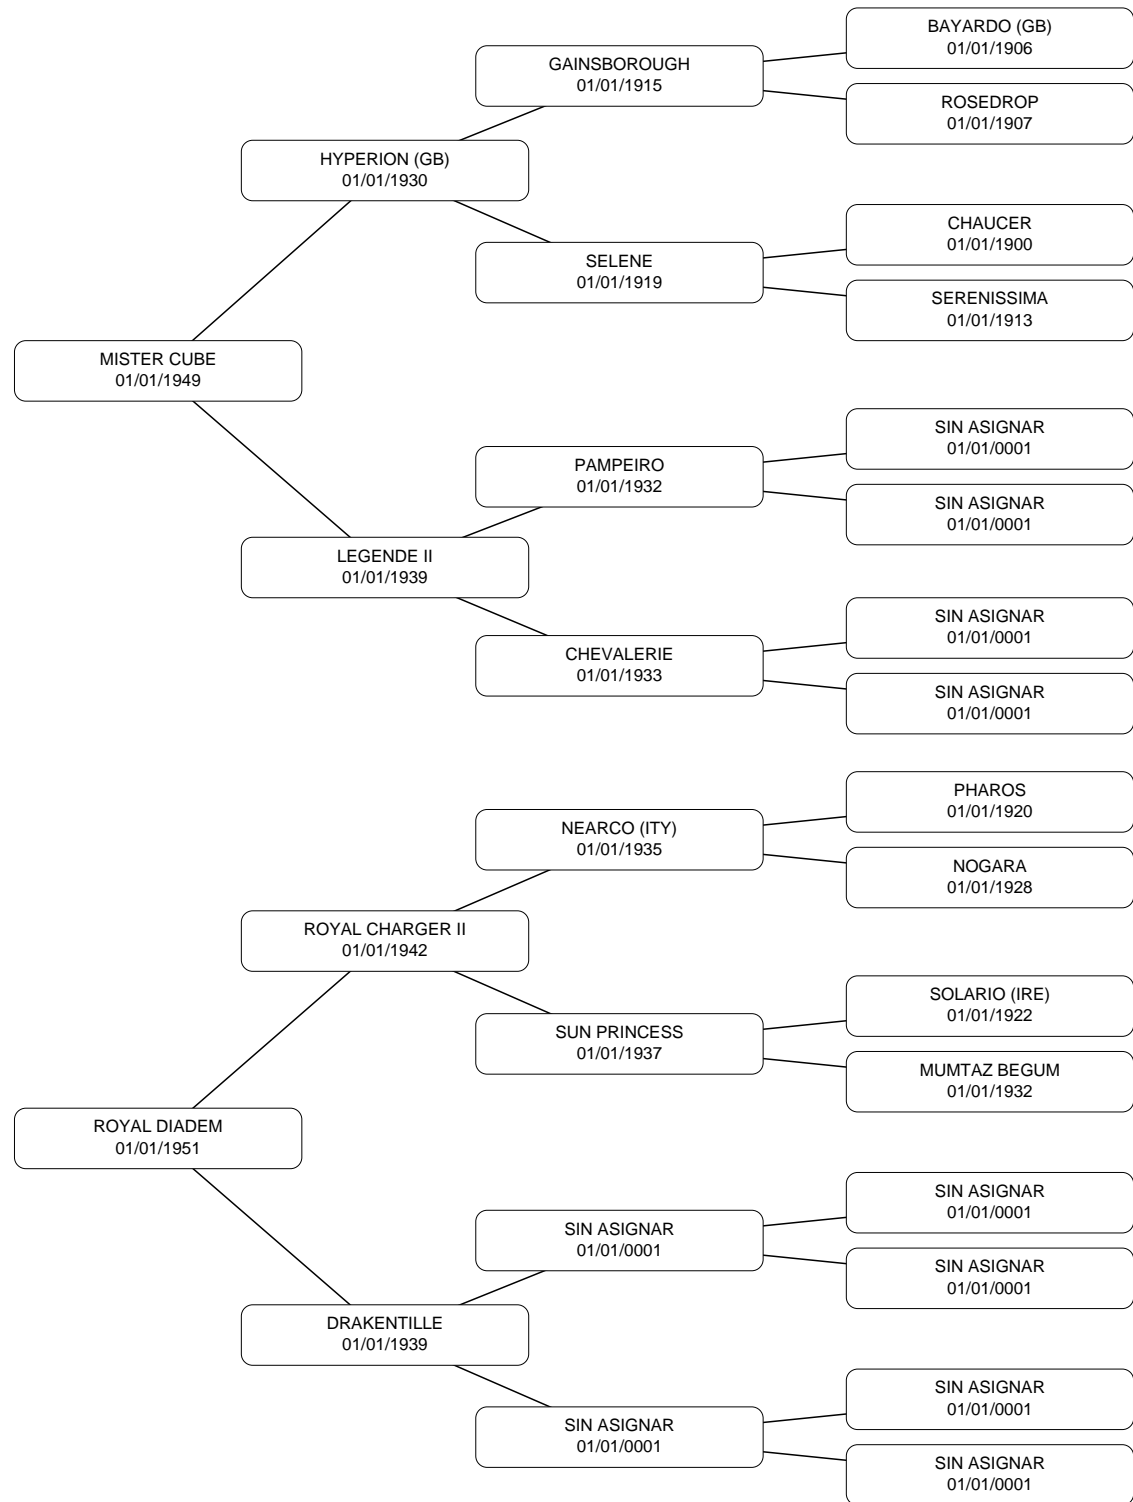 BAYARDO (GB)
01/01/1906
GAINSBOROUGH
01/01/1915
ROSEDROP
01/01/1907
HYPERION (GB)
01/01/1930
CHAUCER
01/01/1900
SELENE
01/01/1919
SERENISSIMA
01/01/1913
MISTER CUBE
01/01/1949
SIN ASIGNAR
01/01/0001
PAMPEIRO
01/01/1932
SIN ASIGNAR
01/01/0001
LEGENDE II
01/01/1939
SIN ASIGNAR
01/01/0001
CHEVALERIE
01/01/1933
SIN ASIGNAR
01/01/0001
PHAROS
01/01/1920
NEARCO (ITY)
01/01/1935
NOGARA
01/01/1928
ROYAL CHARGER II
01/01/1942
SOLARIO (IRE)
01/01/1922
SUN PRINCESS
01/01/1937
MUMTAZ BEGUM
01/01/1932
ROYAL DIADEM
01/01/1951
SIN ASIGNAR
01/01/0001
SIN ASIGNAR
01/01/0001
SIN ASIGNAR
01/01/0001
DRAKENTILLE
01/01/1939
SIN ASIGNAR
01/01/0001
SIN ASIGNAR
01/01/0001
SIN ASIGNAR
01/01/0001